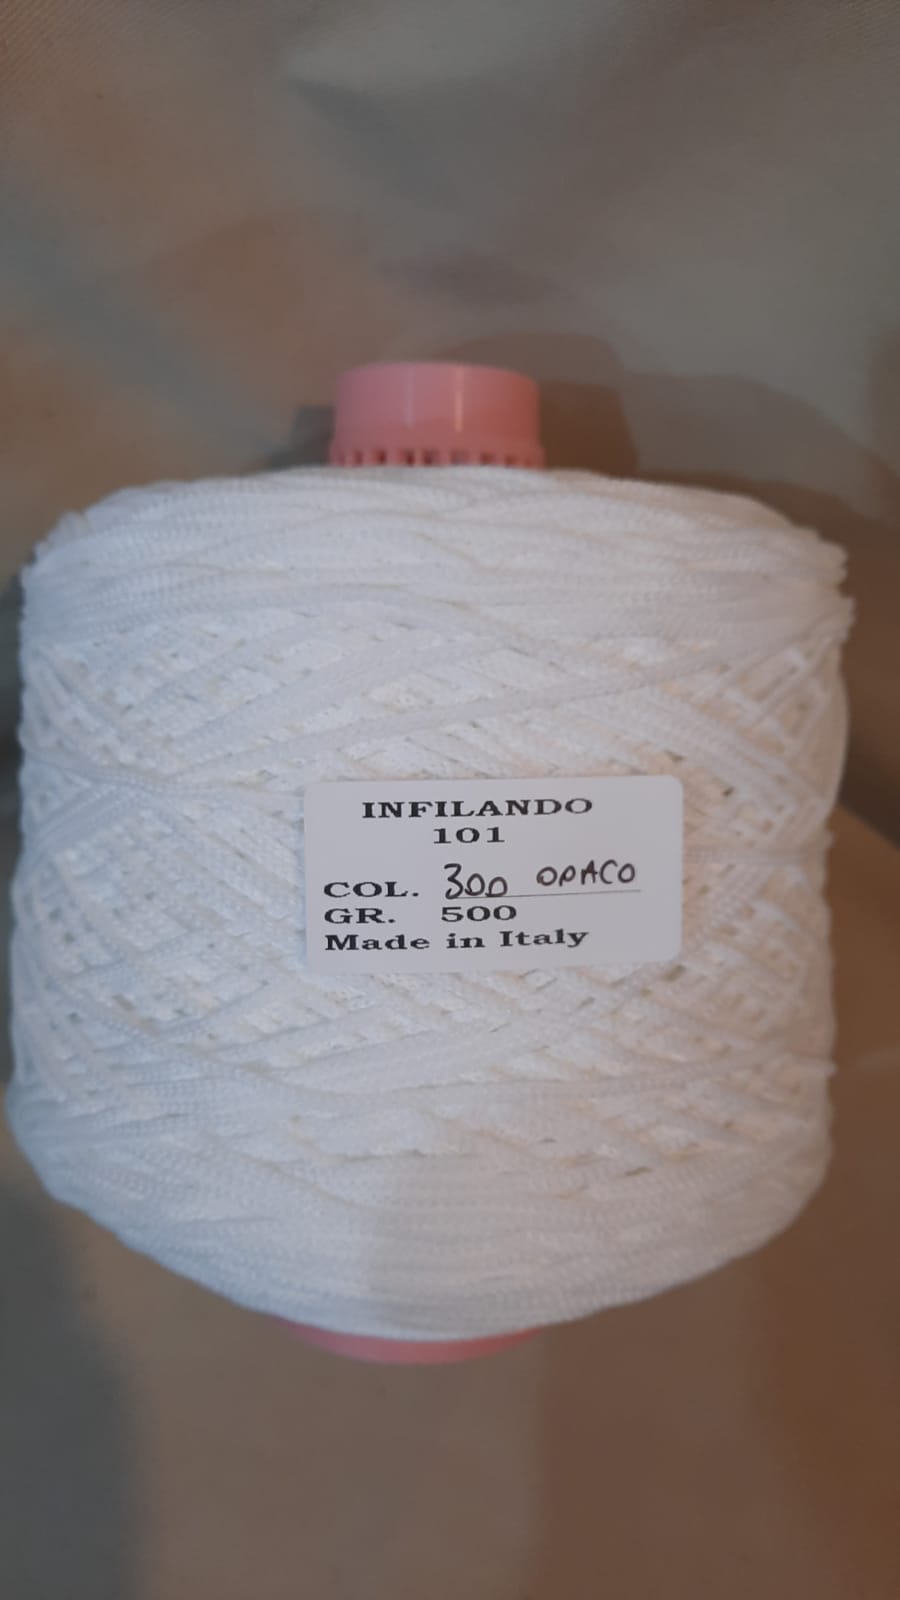 INFILANDO
101
COL. 300 OPACO
GR. 500
Made in Italy